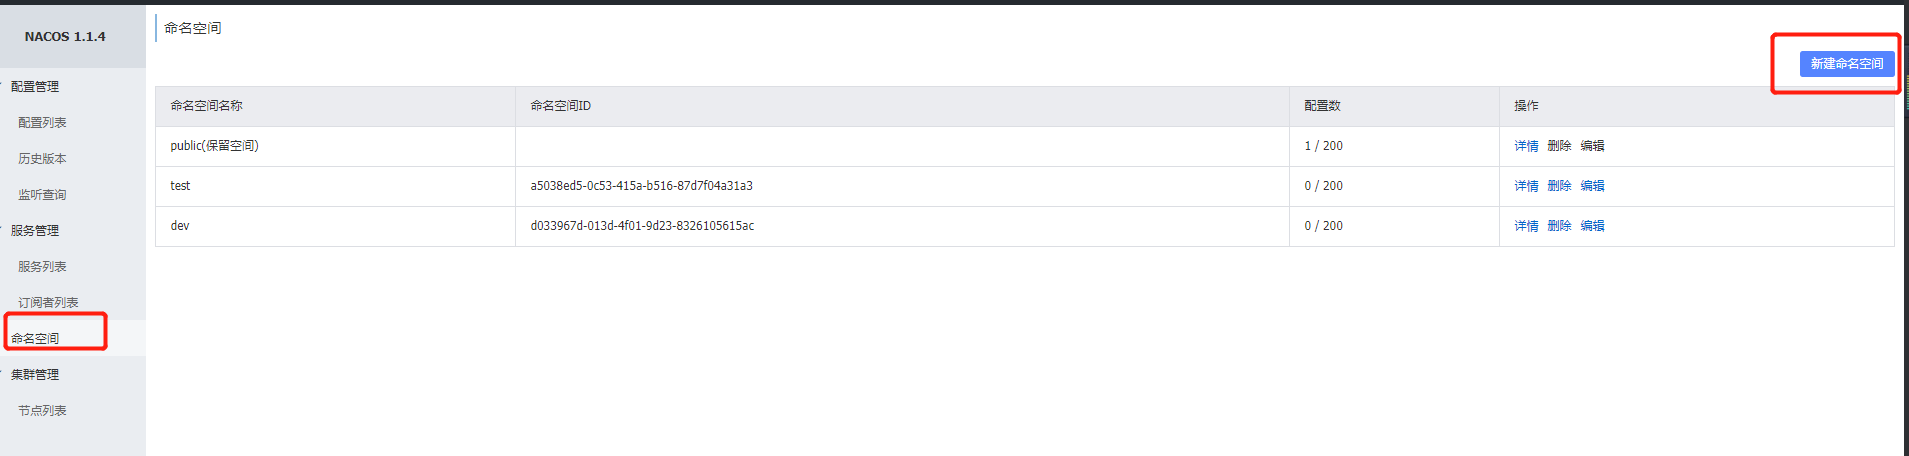 NACOS 1.1.4
配置管理
配置列表
历史版本
监听查询
服务管理
服务列表
订阅者列表
命名空间
集群管理
节点列表
命名空间
新建命名空间
命名空间名称 命名空间ID 配置数 操作
public(保留空间) 1 / 200 详情 删除 编辑
test a5038ed5-0c53-415a-b516-87d7f04a31a3 0 / 200 详情 删除 编辑
dev d033967d-013d-4f01-9d23-8326105615ac 0 / 200 详情 删除 编辑